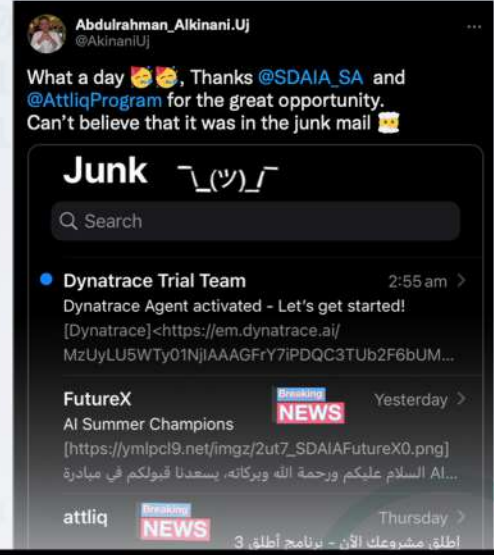 Abdulrahman_Alkinani.Uj
@AkinaniUj
What a day 🥳🥳, Thanks @SDAIA_SA and
@AttliqProgram for the great opportunity.
Can't believe that it was in the junk mail
Junk ¯\_(ツ)_/¯
Search
Dynatrace Trial Team 2:55 am
Dynatrace Agent activated - Let's get started!
[Dynatrace]<https://em.dynatrace.ai/
MzUyLU5WTy01NjIAAAGFrY7iPDQC3TUb2F6bUM...
FutureX Breaking NEWS Yesterday
AI Summer Champions
[https://ymlpcl9.net/imgz/2ut7_SDAIAFutureX0.png]
السلام عليكم ورحمة الله وبركاته، يسعدنا قبولكم في مبادرة AI...
attliq Breaking NEWS Thursday
اطلق مشروعك الأن - برنامج أطلق 3